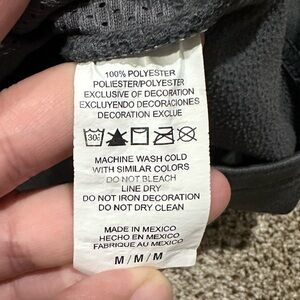 100% POLYESTER
POLIESTER/POLYESTER
EXCLUSIVE OF DECORATION
EXCLUYENDO DECORACIONES
DECORATION EXCLUE
30
MACHINE WASH COLD
WITH SIMILAR COLORS
DO NOT BLEACH
LINE DRY
DO NOT IRON DECORATION
DO NOT DRY CLEAN
MADE IN MEXICO
HECHO EN MEXICO
FABRIQUE AU MEXICO
M / M / M